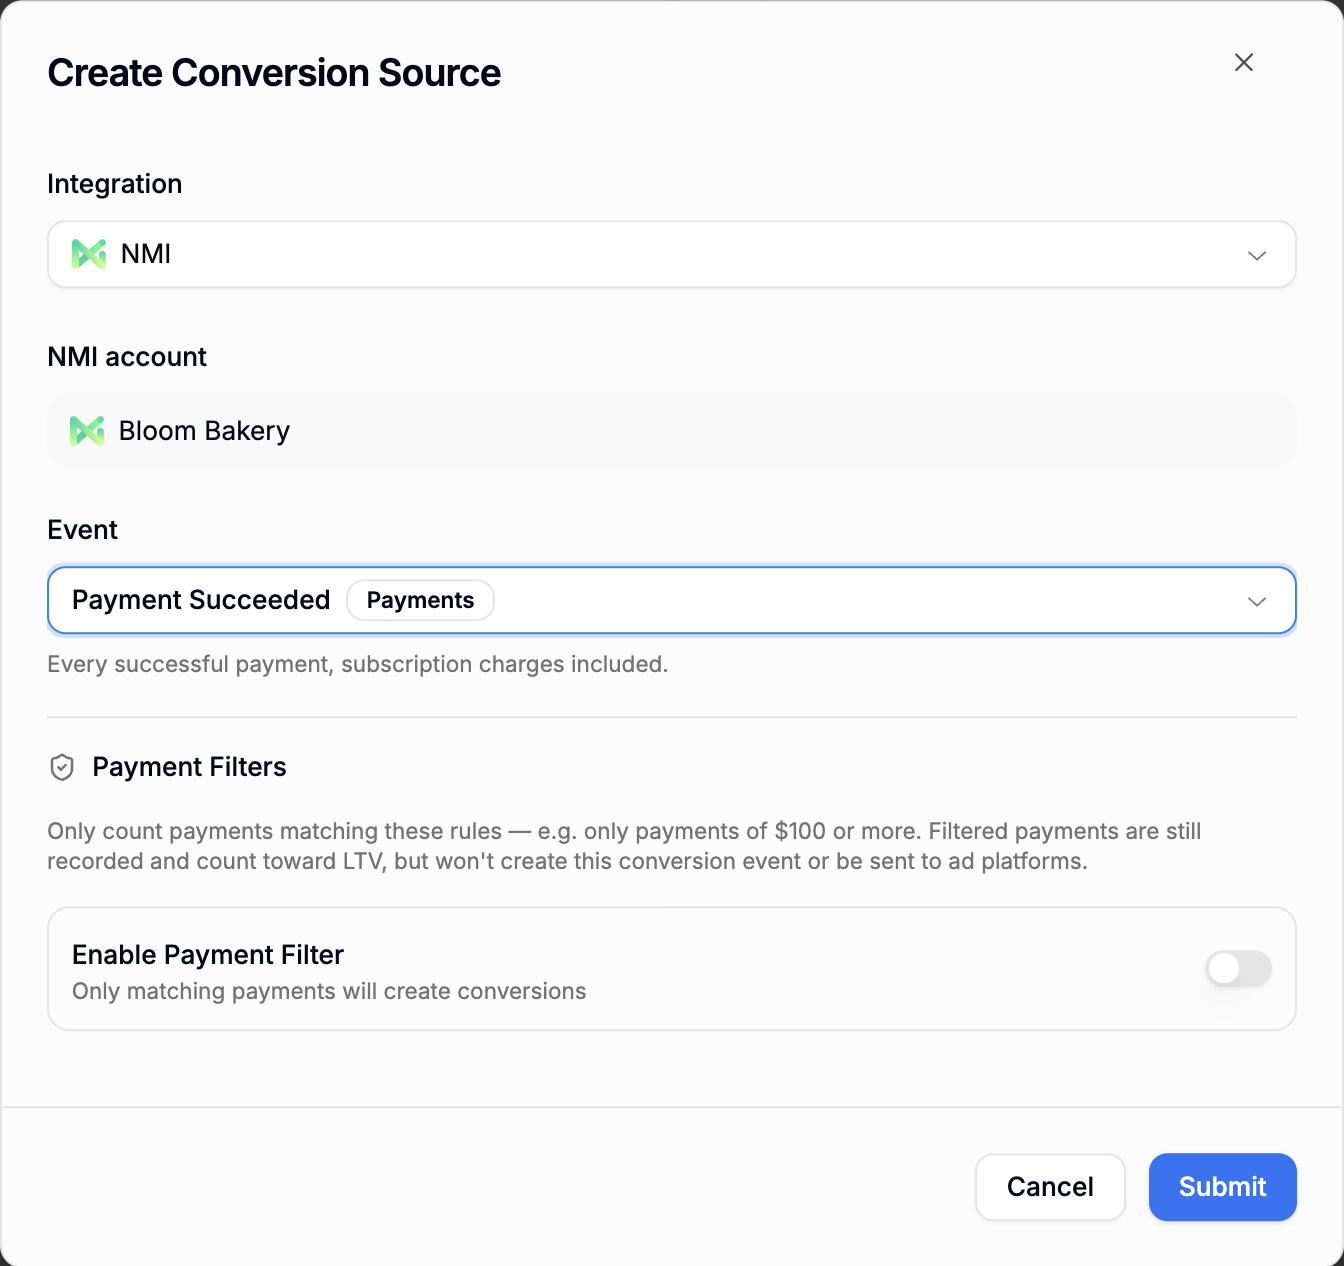 Create Conversion Source
Integration
NMI
NMI account
Bloom Bakery
Event
Payment Succeeded Payments
Every successful payment, subscription charges included.
Payment Filters
Only count payments matching these rules — e.g. only payments of $100 or more. Filtered payments are still
recorded and count toward LTV, but won't create this conversion event or be sent to ad platforms.
Enable Payment Filter
Only matching payments will create conversions
Cancel Submit